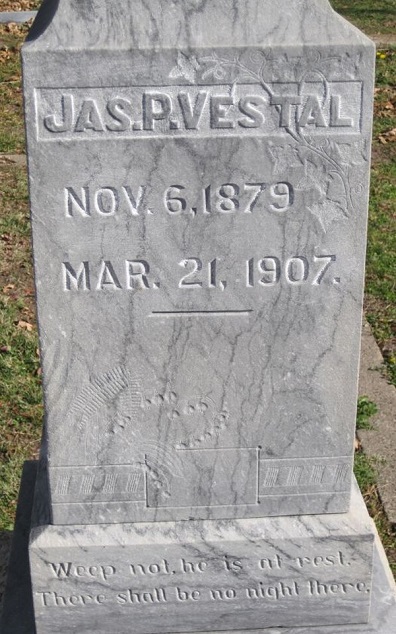 JAS.P.VESTAL
NOV. 6, 1879
MAR. 21, 1907.
Weep not, he is at rest.
There shall be no night there.